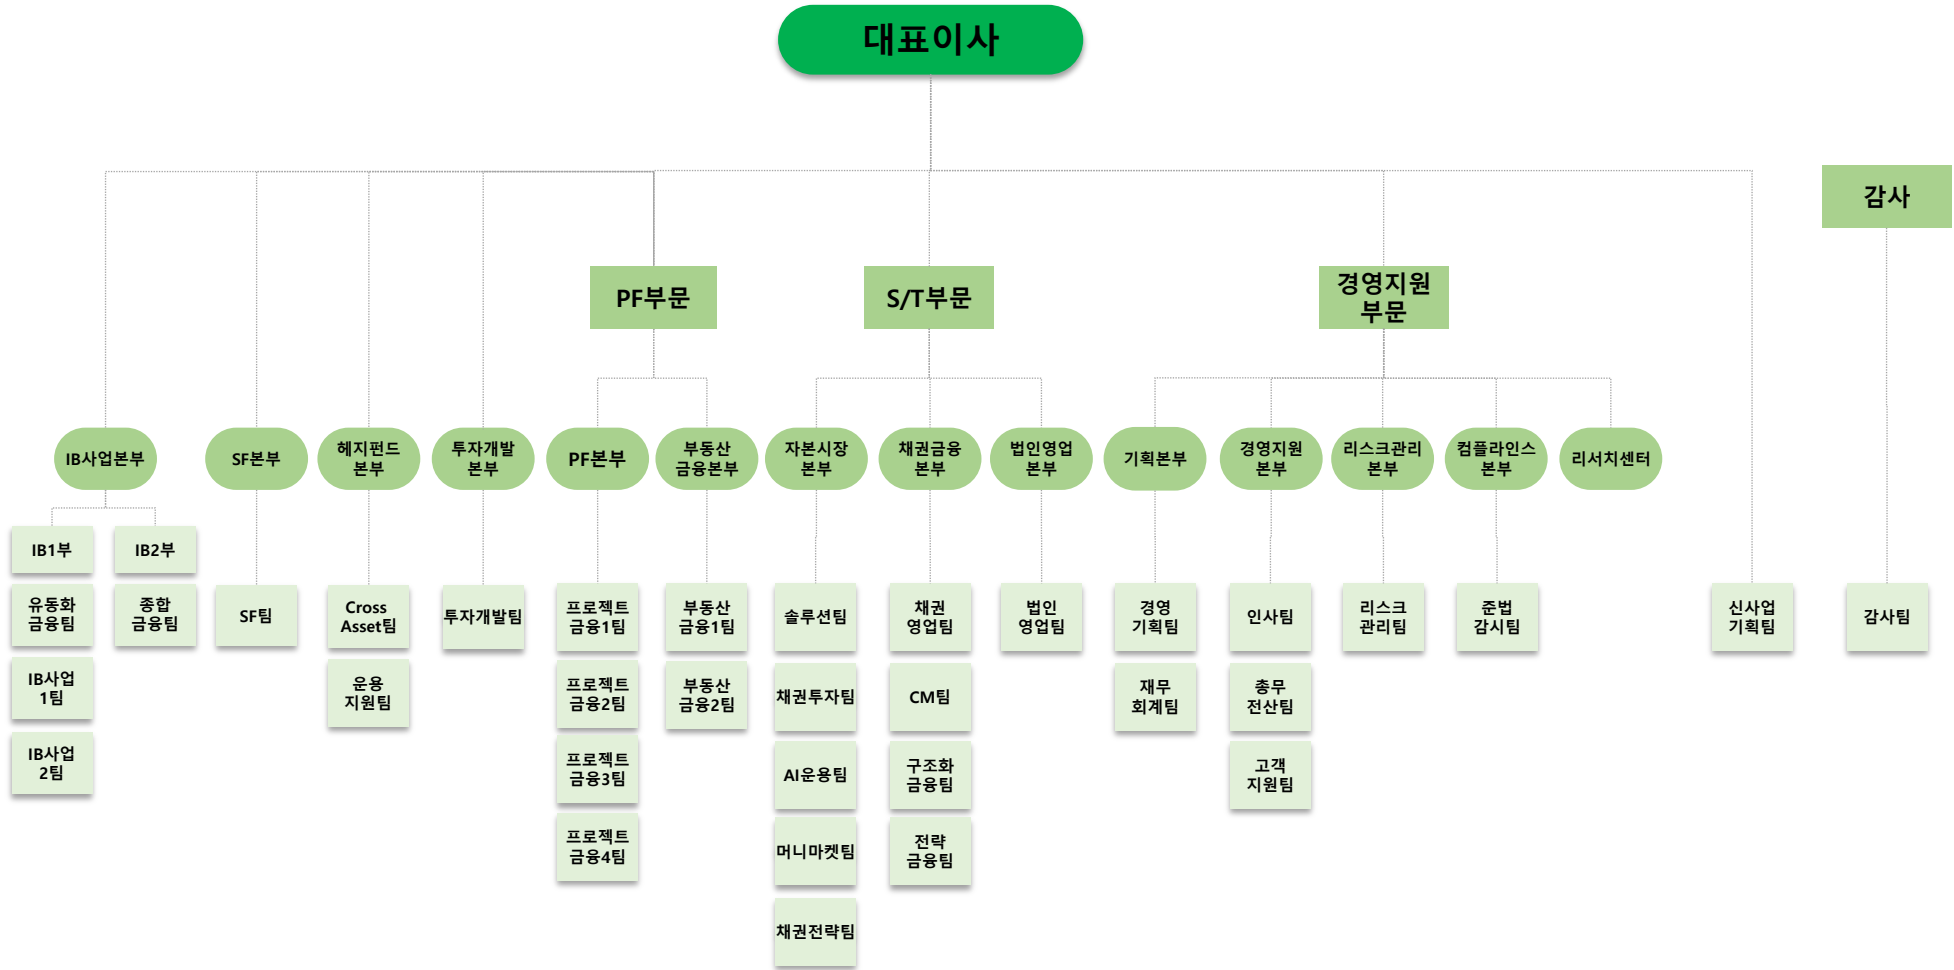 대표이사
감사
PF부문
S/T부문
경영지원
부문
IB사업본부
SF본부
헤지펀드
본부
투자개발
본부
PF본부
부동산
금융본부
자본시장
본부
채권금융
본부
법인영업
본부
기획본부
경영지원
본부
리스크관리
본부
컴플라인스
본부
리서치센터
IB1부
IB2부
유동화
금융팀
종합
금융팀
SF팀
Cross
Asset팀
투자개발팀
프로젝트
금융1팀
부동산
금융1팀
솔루션팀
채권
영업팀
법인
영업팀
경영
기획팀
인사팀
리스크
관리팀
준법
감시팀
신사업
기획팀
감사팀
IB사업
1팀
운용
지원팀
프로젝트
금융2팀
부동산
금융2팀
채권투자팀
CM팀
재무
회계팀
총무
전산팀
IB사업
2팀
프로젝트
금융3팀
AI운용팀
구조화
금융팀
고객
지원팀
프로젝트
금융4팀
머니마켓팀
전략
금융팀
채권전략팀